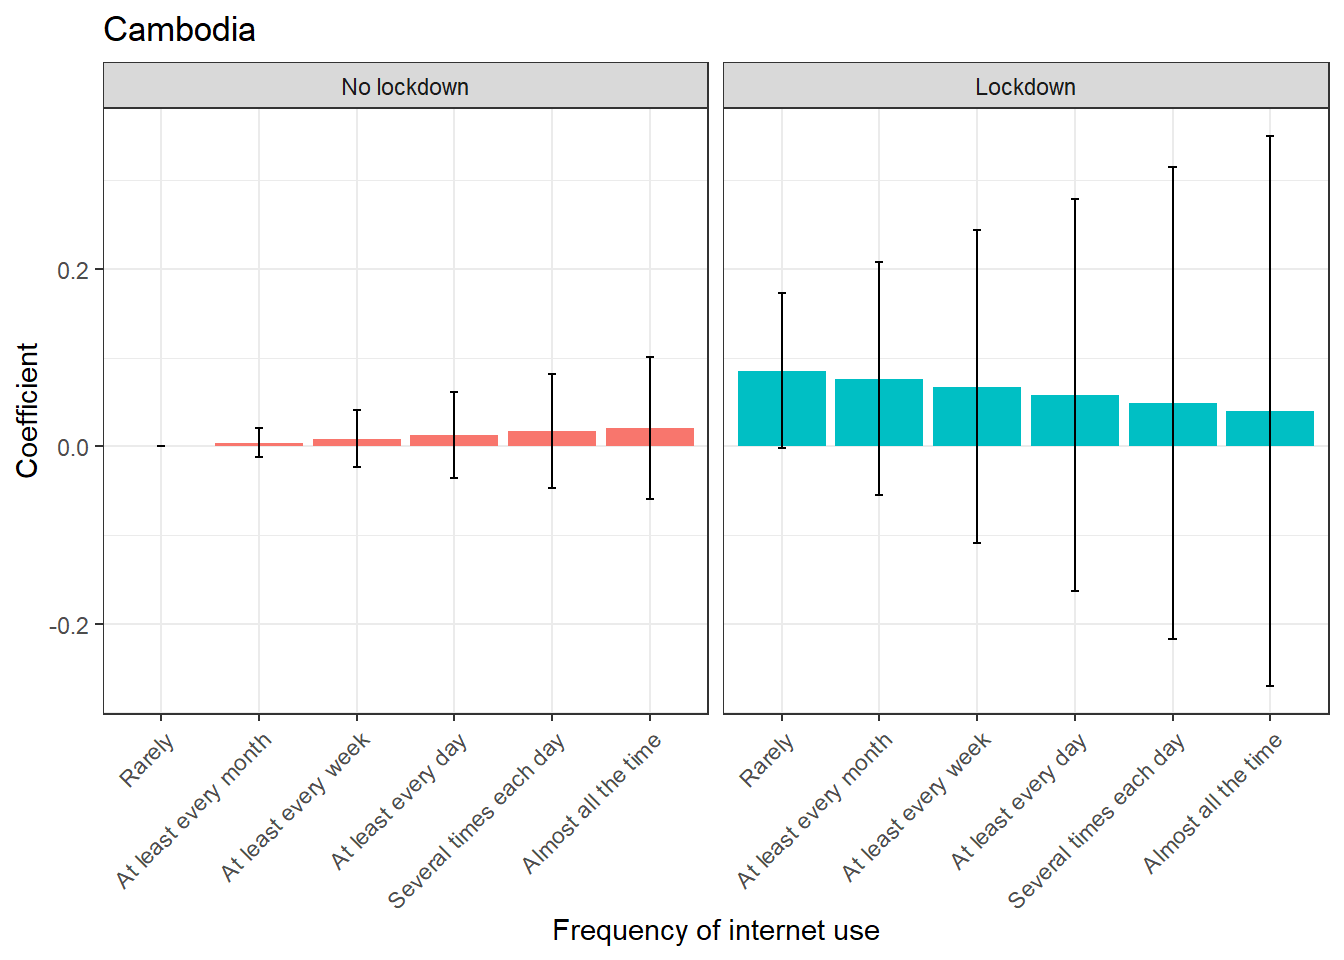 Cambodia
No lockdown
Lockdown
Coefficient
0.2
0.0
-0.2
Rarely
At least every month
At least every week
At least every day
Several times each day
Almost all the time
Rarely
At least every month
At least every week
At least every day
Several times each day
Almost all the time
Frequency of internet use